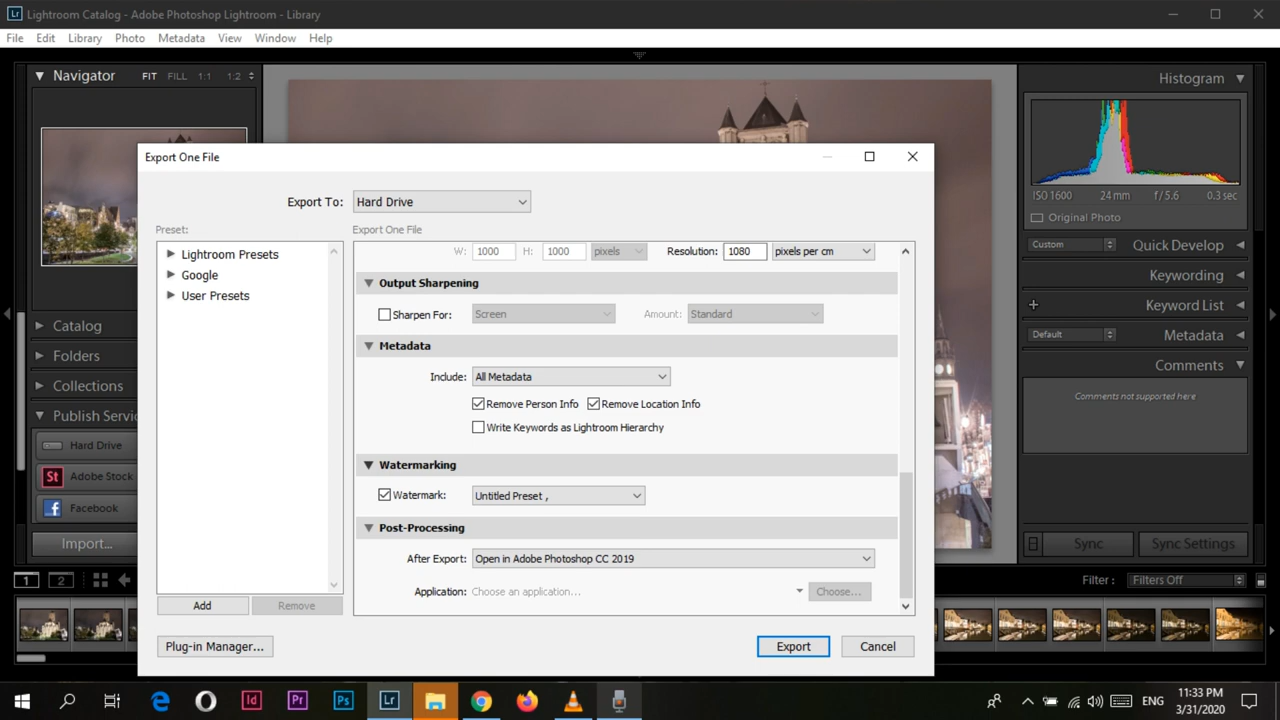 Lr Lightroom Catalog - Adobe Photoshop Lightroom - Library
File Edit Library Photo Metadata View Window Help
Navigator FIT FILL 1:1 1:2
Histogram
ISO 1600 24 mm f / 5.6 0.3 sec
Original Photo
Custom Quick Develop
Keywording
Keyword List
Default Metadata
Comments
Comments not supported here
Catalog
Folders
Collections
Publish Servic
Hard Drive
St Adobe Stock
f Facebook
Import...
Sync Sync Settings
Export One File
Export To: Hard Drive
Preset:
Lightroom Presets
Google
User Presets
Add Remove
Export One File
W: 1000 H: 1000 pixels Resolution: 1080 pixels per cm
Output Sharpening
Sharpen For: Screen Amount: Standard
Metadata
Include: All Metadata
Remove Person Info Remove Location Info
Write Keywords as Lightroom Hierarchy
Watermarking
Watermark: Untitled Preset ,
Post-Processing
After Export: Open in Adobe Photoshop CC 2019
Application: Choose an application... Choose...
Plug-in Manager... Export Cancel
1 2 Filter : Filters Off
Id Pr Ps Lr
ENG 11:33 PM
3/31/2020